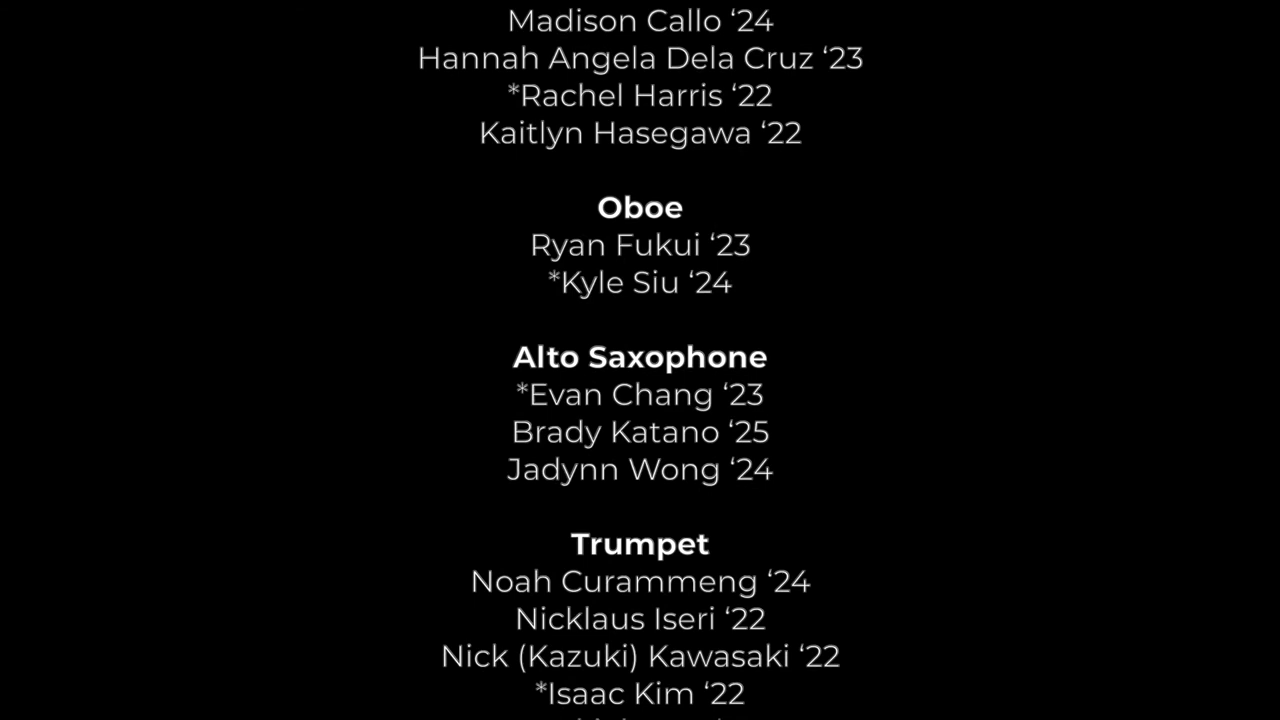 Madison Callo ‘24
Hannah Angela Dela Cruz ‘23
*Rachel Harris ‘22
Kaitlyn Hasegawa ‘22
Oboe
Ryan Fukui ‘23
*Kyle Siu ‘24
Alto Saxophone
*Evan Chang ‘23
Brady Katano ‘25
Jadynn Wong ‘24
Trumpet
Noah Curammeng ‘24
Nicklaus Iseri ‘22
Nick (Kazuki) Kawasaki ‘22
*Isaac Kim ‘22